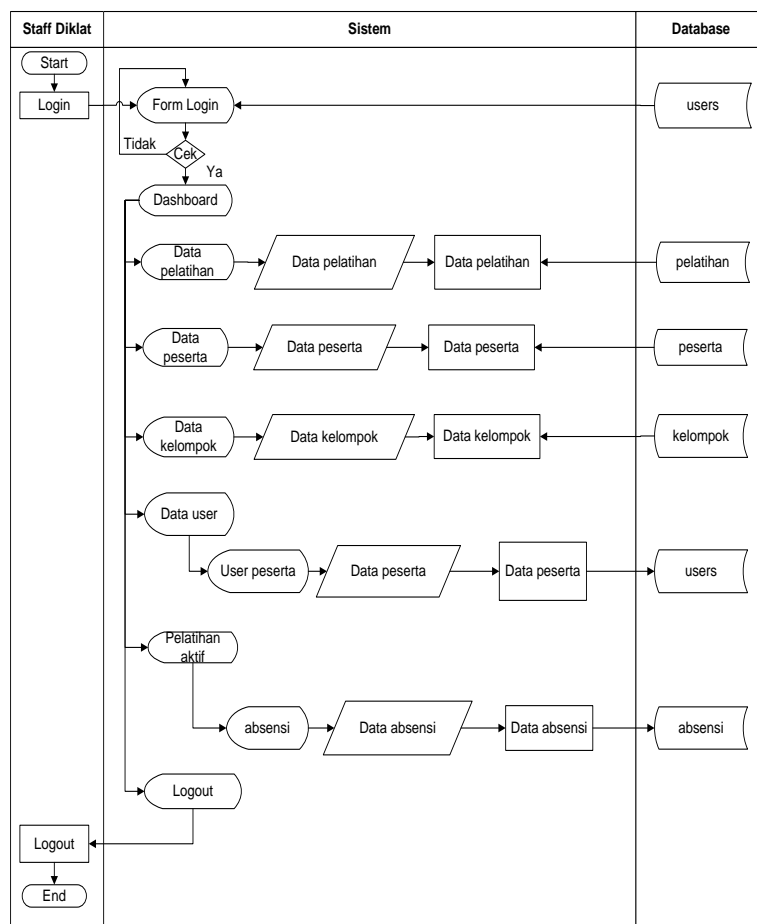 Staff Diklat
Sistem
Database
Start
Login
Form Login
users
Tidak
Cek
Ya
Dashboard
Data
pelatihan
Data pelatihan
Data pelatihan
pelatihan
Data
peserta
Data peserta
Data peserta
peserta
Data
kelompok
Data kelompok
Data kelompok
kelompok
Data user
User peserta
Data peserta
Data peserta
users
Pelatihan
aktif
absensi
Data absensi
Data absensi
absensi
Logout
Logout
End